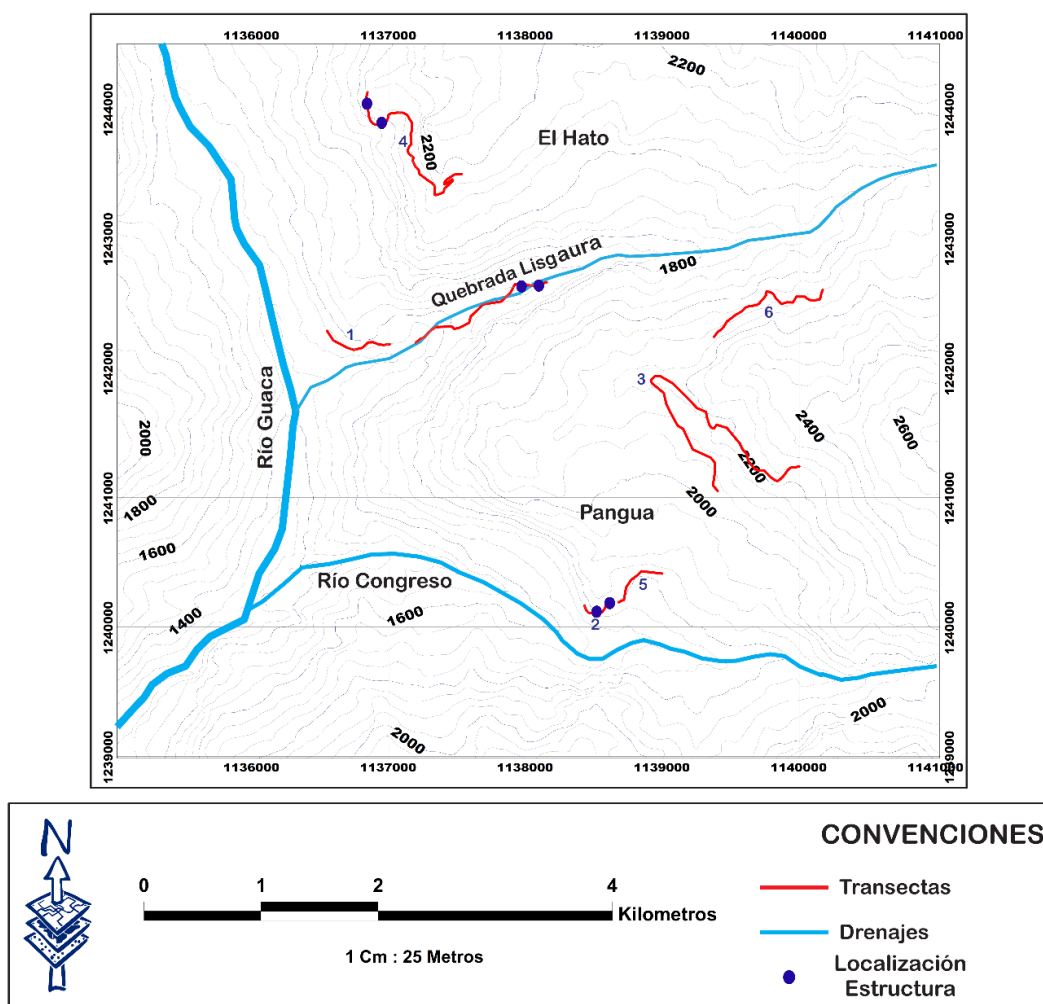 1136000 1137000 1138000 1139000 1140000 1141000
2200
1244000
1244000
El Hato
4
2200
1243000
1243000
Quebrada Lisgaura
1800
6
1
1242000
1242000
3
Río Guaca
2000
2400
2600
2200
2000
1800
1241000
1241000
Pangua
1600
Río Congreso
5
1400
1600
2
1240000
1240000
2000
2000
1239000
1239000
1136000 1137000 1138000 1139000 1140000 1141000
N
CONVENCIONES
0 1 2 4
Kilometros
1 Cm : 25 Metros
Transectas
Drenajes
Localización
Estructura